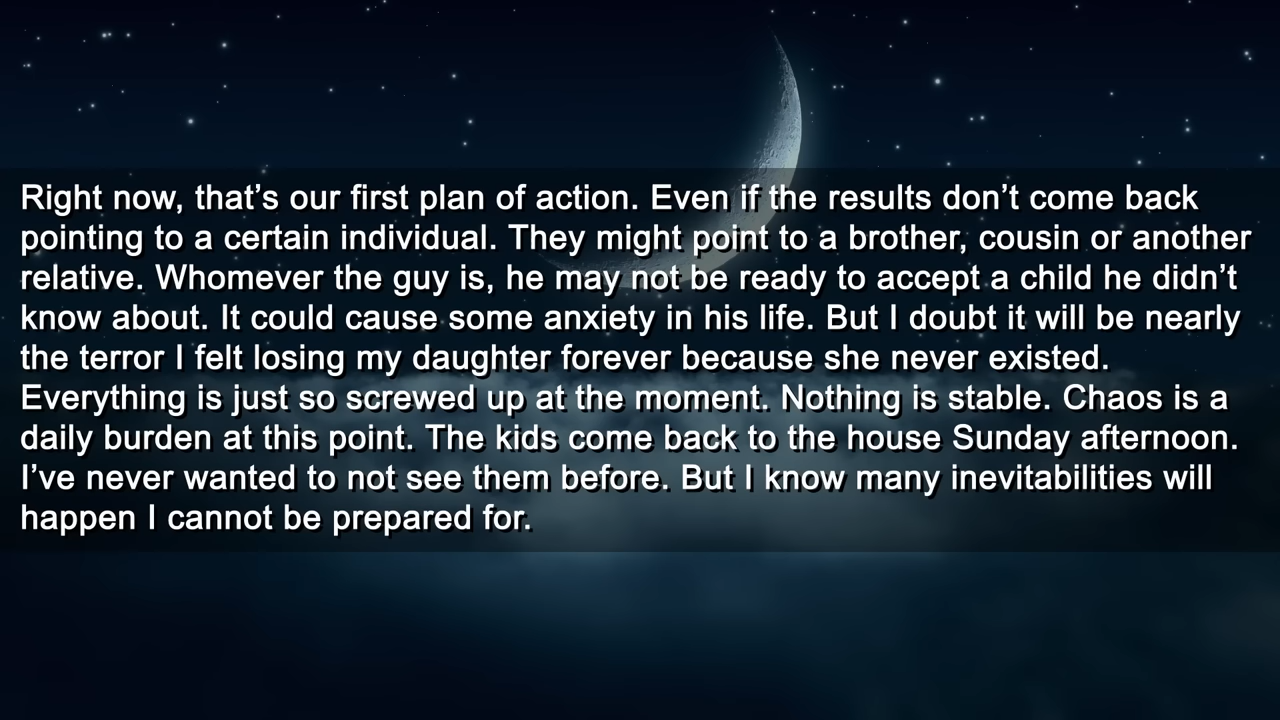 Right now, that’s our first plan of action. Even if the results don’t come back
pointing to a certain individual. They might point to a brother, cousin or another
relative. Whomever the guy is, he may not be ready to accept a child he didn’t
know about. It could cause some anxiety in his life. But I doubt it will be nearly
the terror I felt losing my daughter forever because she never existed.
Everything is just so screwed up at the moment. Nothing is stable. Chaos is a
daily burden at this point. The kids come back to the house Sunday afternoon.
I’ve never wanted to not see them before. But I know many inevitabilities will
happen I cannot be prepared for.